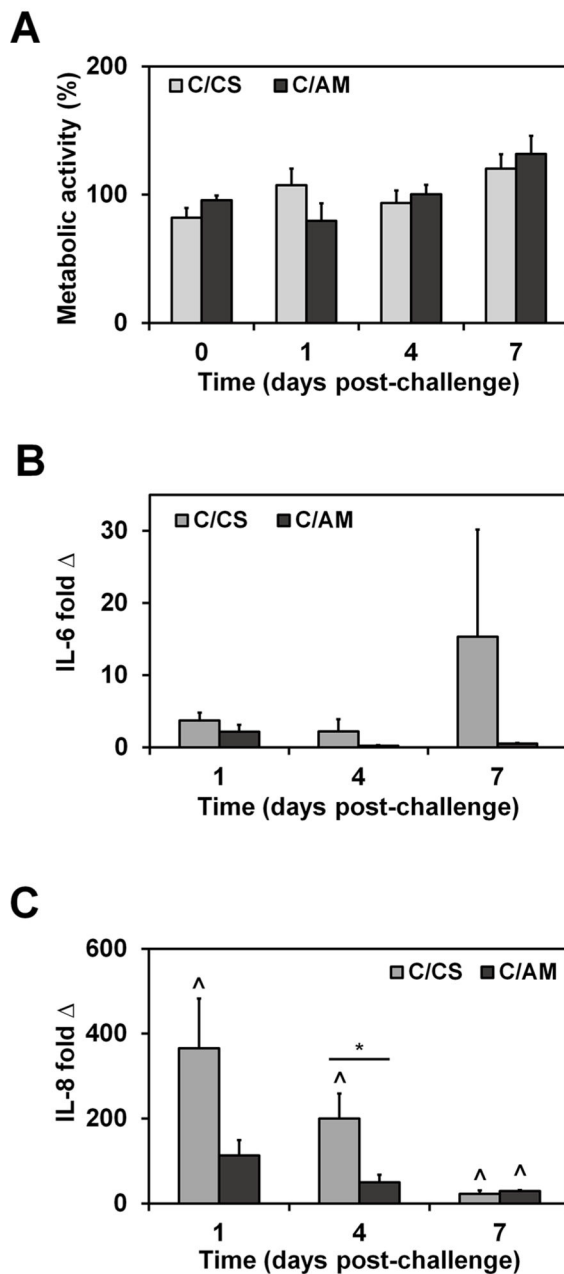 A
Metabolic activity (%)
200
100
0
C/CS C/AM
0 1 4 7
Time (days post-challenge)
B
IL-6 fold Δ
30
20
10
0
C/CS C/AM
1 4 7
Time (days post-challenge)
C
IL-8 fold Δ
600
400
200
0
C/CS C/AM
^
*
^
^ ^
1 4 7
Time (days post-challenge)